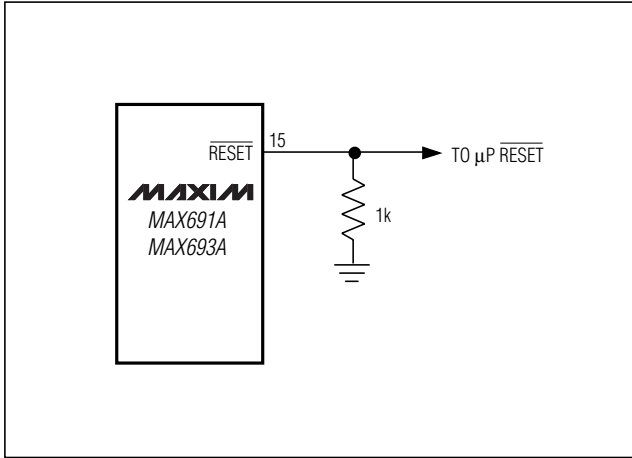 RESET 15
TO μP RESET
MAXIM
MAX691A
1k
MAX693A